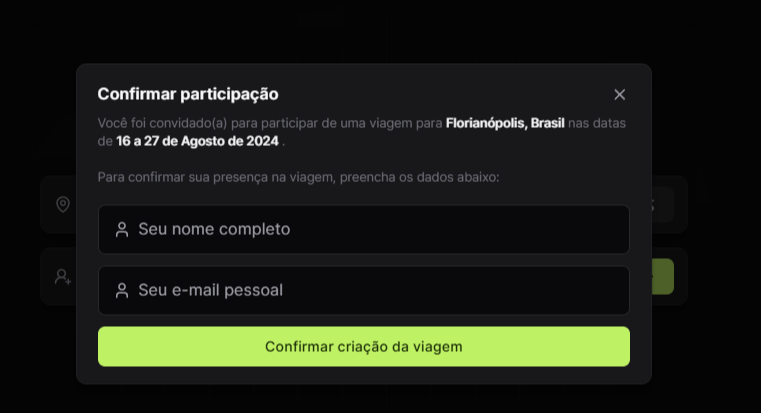 Confirmar participação
Você foi convidado(a) para participar de uma viagem para Florianópolis, Brasil nas datas
de 16 a 27 de Agosto de 2024 .
Para confirmar sua presença na viagem, preencha os dados abaixo:
Seu nome completo
Seu e-mail pessoal
Confirmar criação da viagem